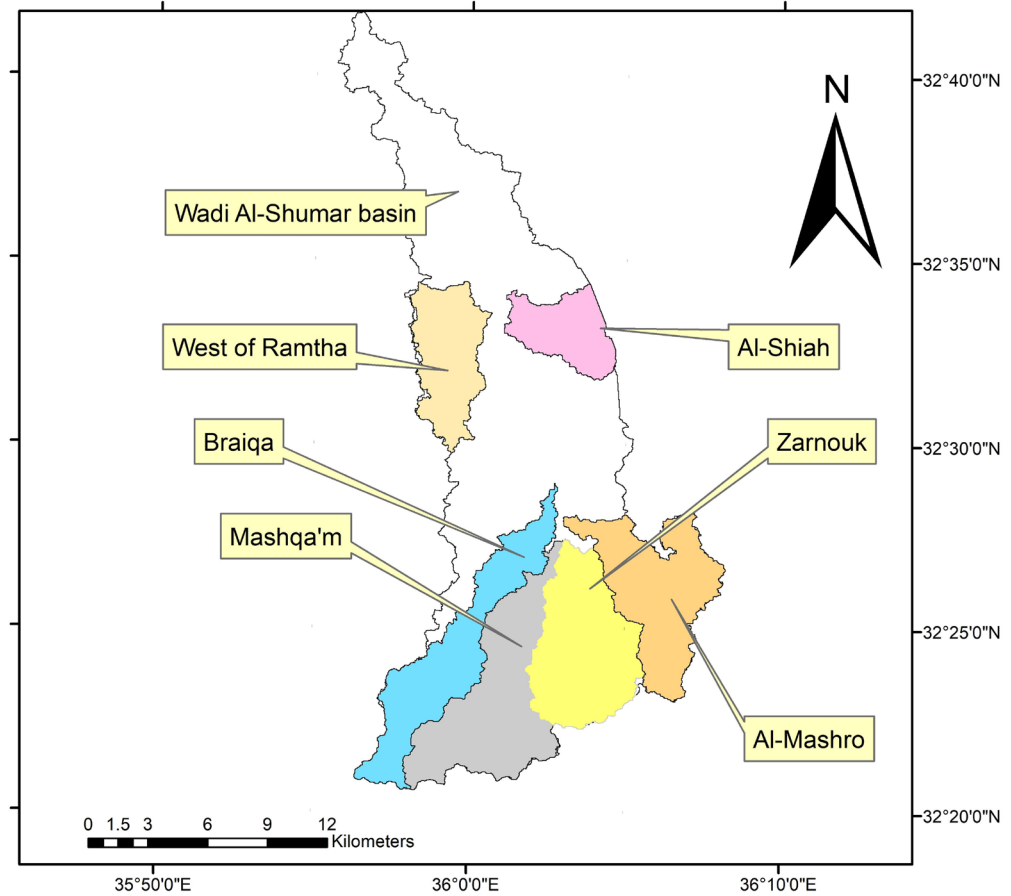 32°40'0"N
N
Wadi Al-Shumar basin
32°35'0"N
West of Ramtha
Al-Shiah
Braiqa
Zarnouk
32°30'0"N
Mashqa'm
32°25'0"N
Al-Mashro
0 1.5 3 6 9 12
Kilometers
32°20'0"N
35°50'0"E 36°0'0"E 36°10'0"E